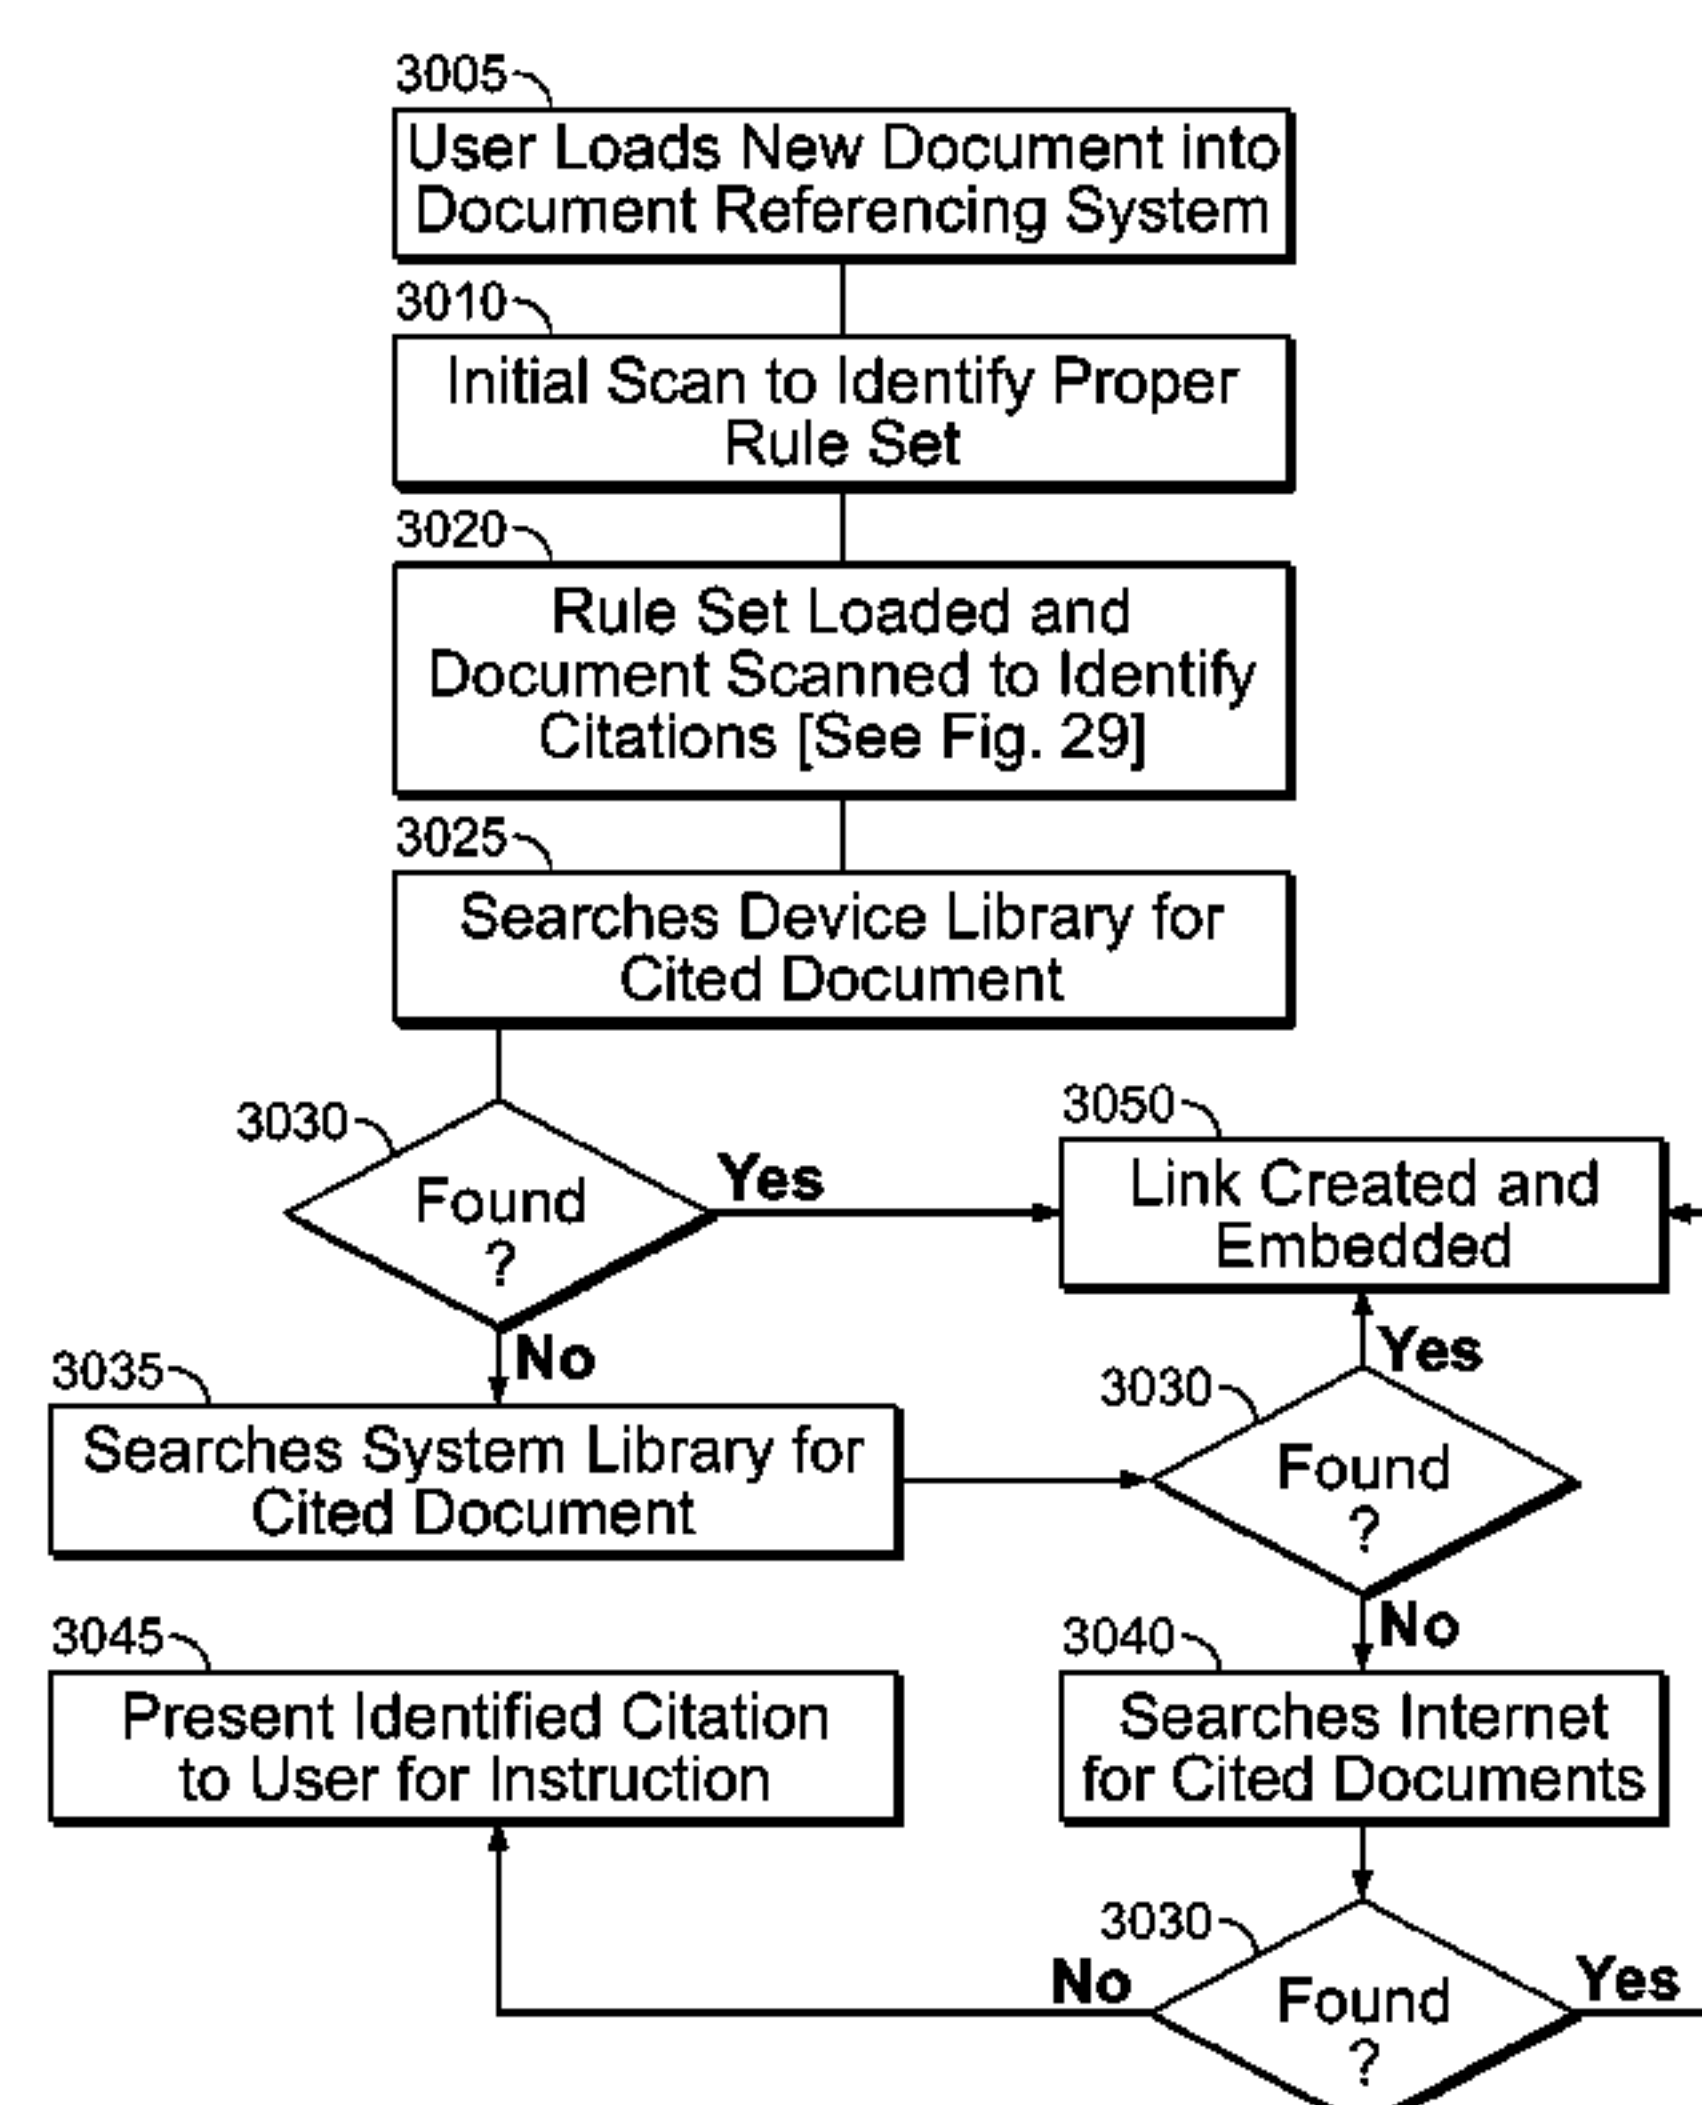 3005
User Loads New Document into
Document Referencing System
3010
Initial Scan to Identify Proper
Rule Set
3020
Rule Set Loaded and
Document Scanned to Identify
Citations [See Fig. 29]
3025
Searches Device Library for
Cited Document
3030
Found
?
Yes
No
3050
Link Created and
Embedded
3035
Searches System Library for
Cited Document
3030
Found
?
Yes
No
3045
Present Identified Citation
to User for Instruction
3040
Searches Internet
for Cited Documents
3030
Found
?
No
Yes